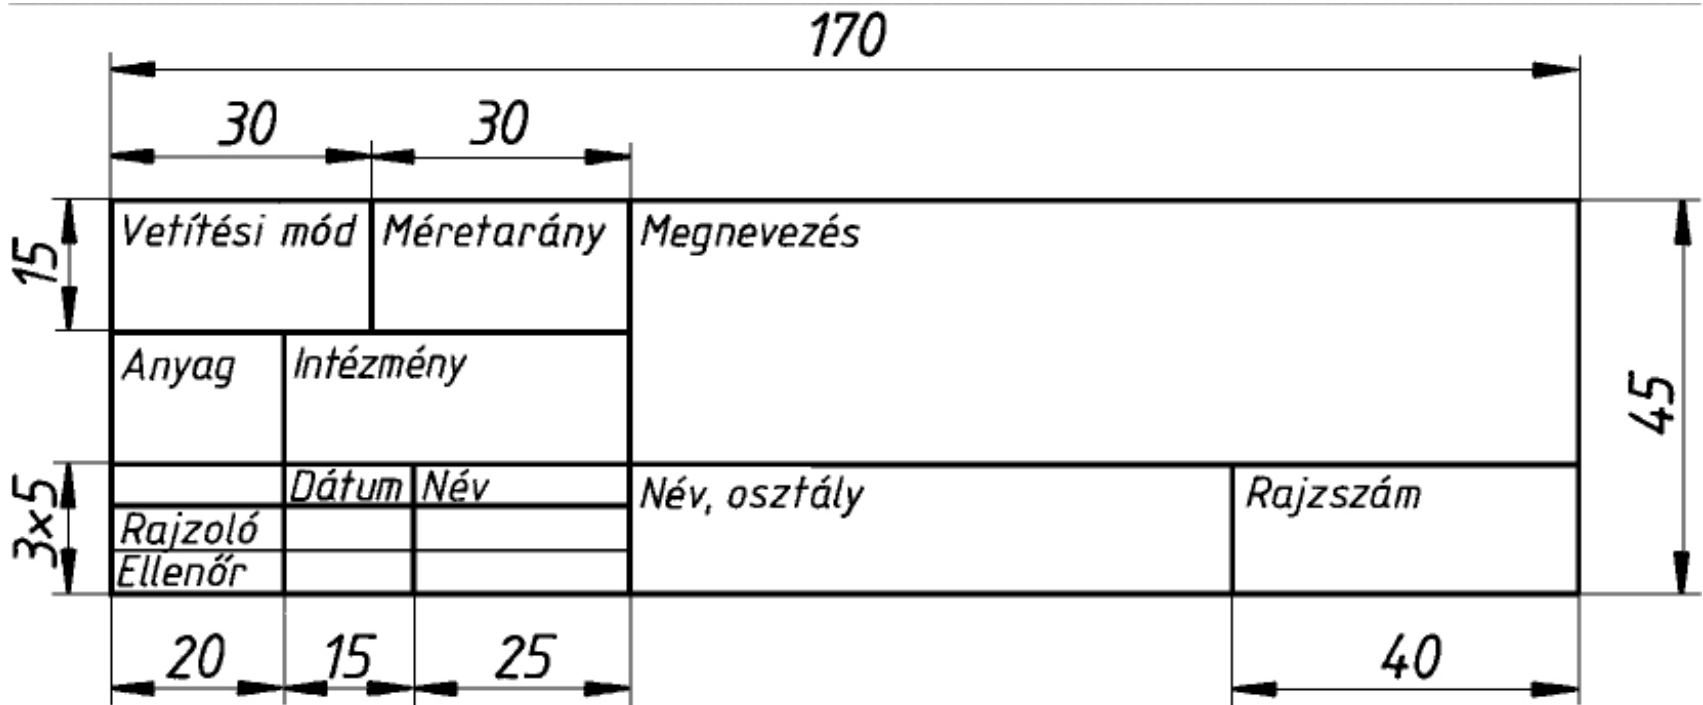 170
30 30
Vetítési mód Méretarány Megnevezés
15
Anyag Intézmény
45
Dátum Név Név, osztály Rajzszám
3×5
Rajzoló
Ellenőr
20 15 25 40